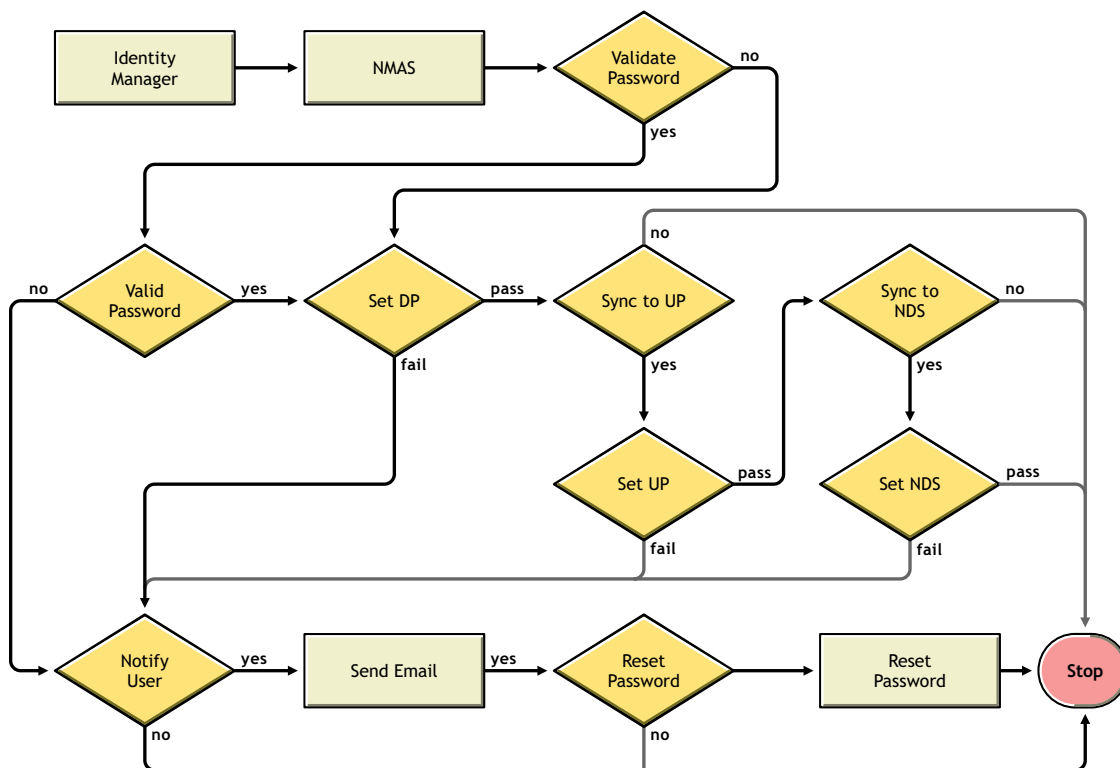 Identity
Manager
NMAS
Validate
Password
no
yes
no
Valid
Password
yes
Set DP
pass
fail
no
Sync to UP
yes
Sync to
NDS
no
yes
Set UP
pass
fail
Set NDS
pass
fail
Notify
User
yes
no
Send Email
yes
Reset
Password
no
Reset
Password
Stop